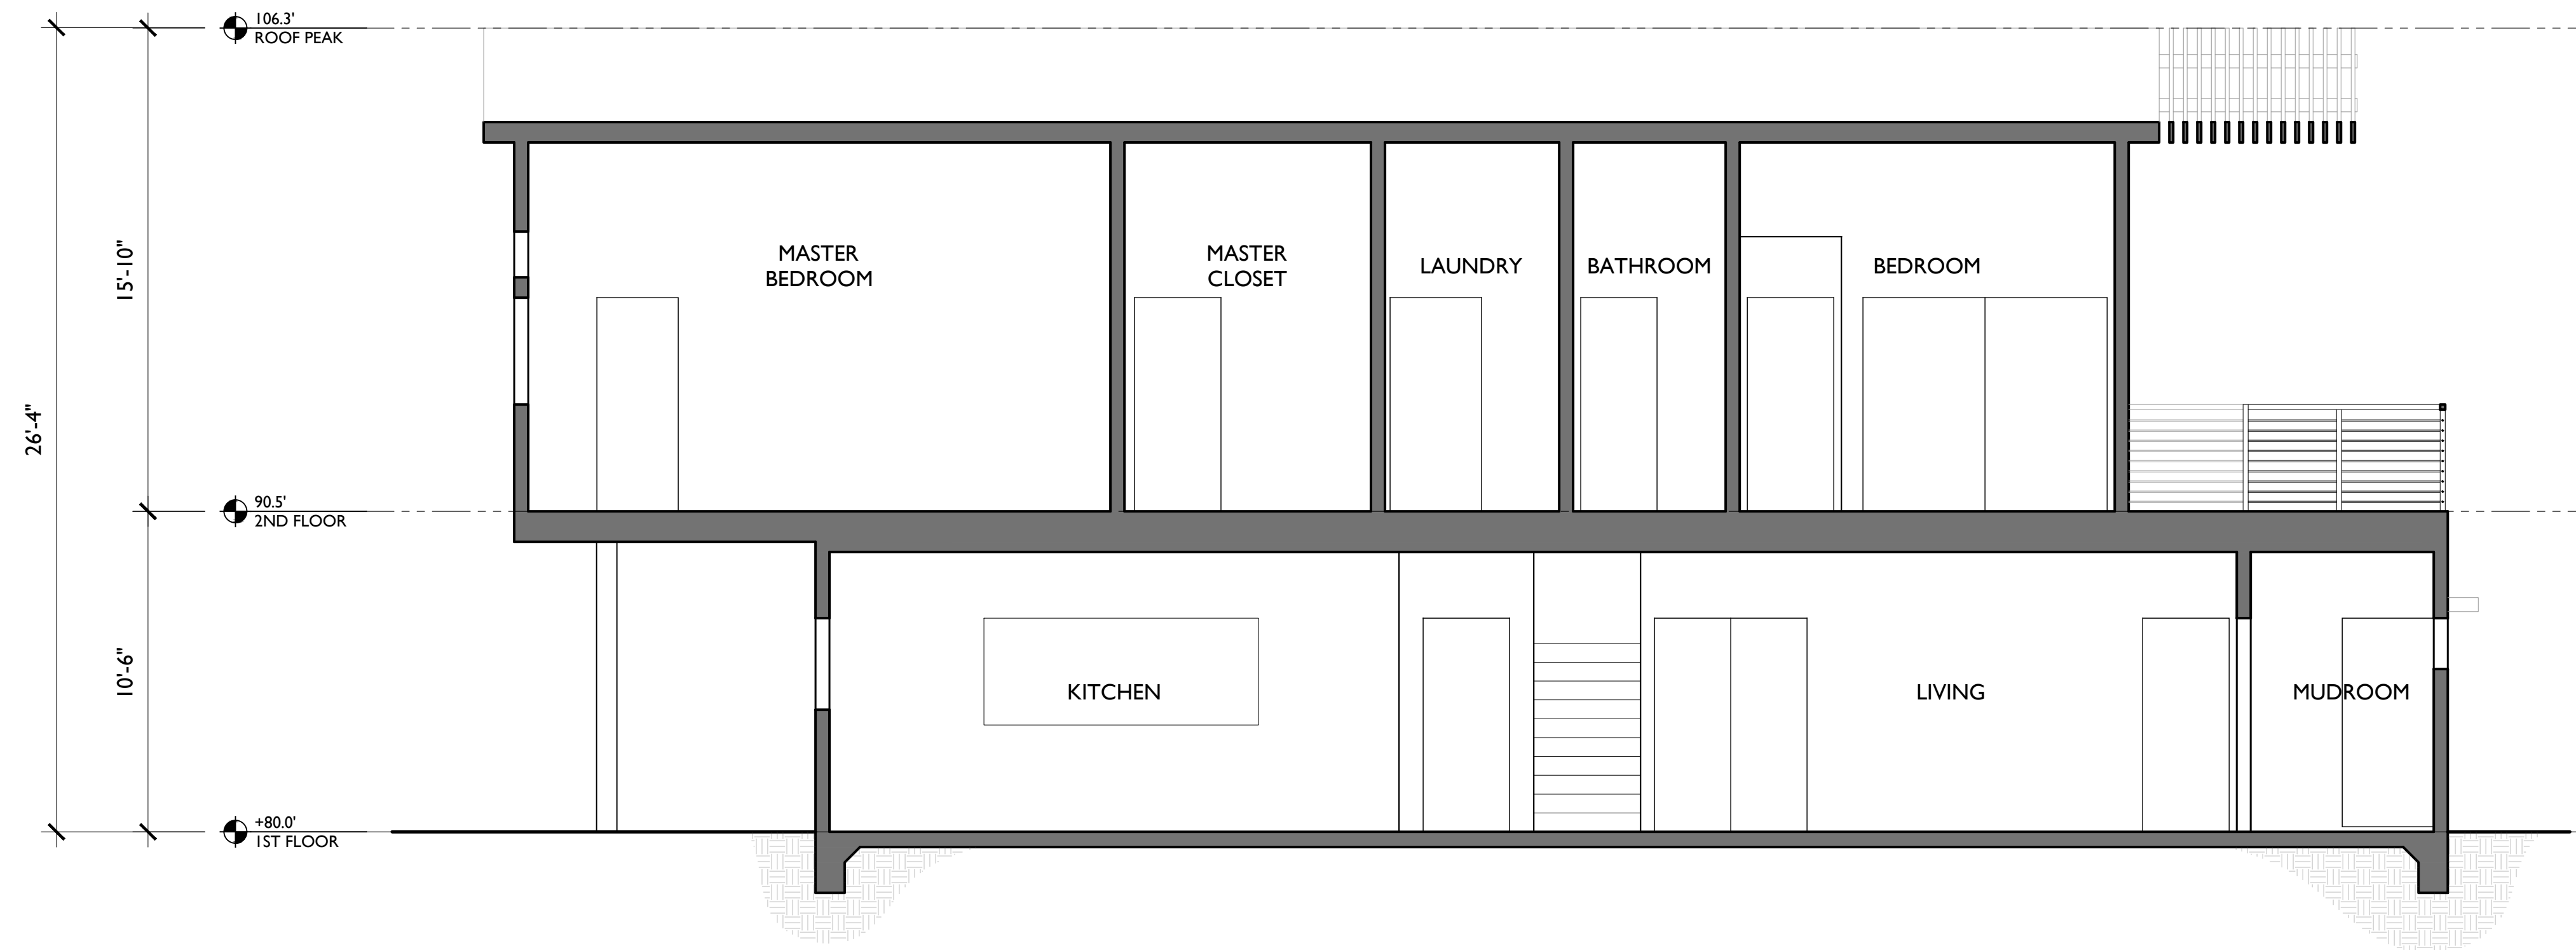 106.3'
ROOF PEAK
MASTER
BEDROOM
MASTER
CLOSET
LAUNDRY
BATHROOM
BEDROOM
15'-10"
26'-4"
90.5'
2ND FLOOR
10'-6"
KITCHEN
LIVING
MUDROOM
+80.0'
1ST FLOOR